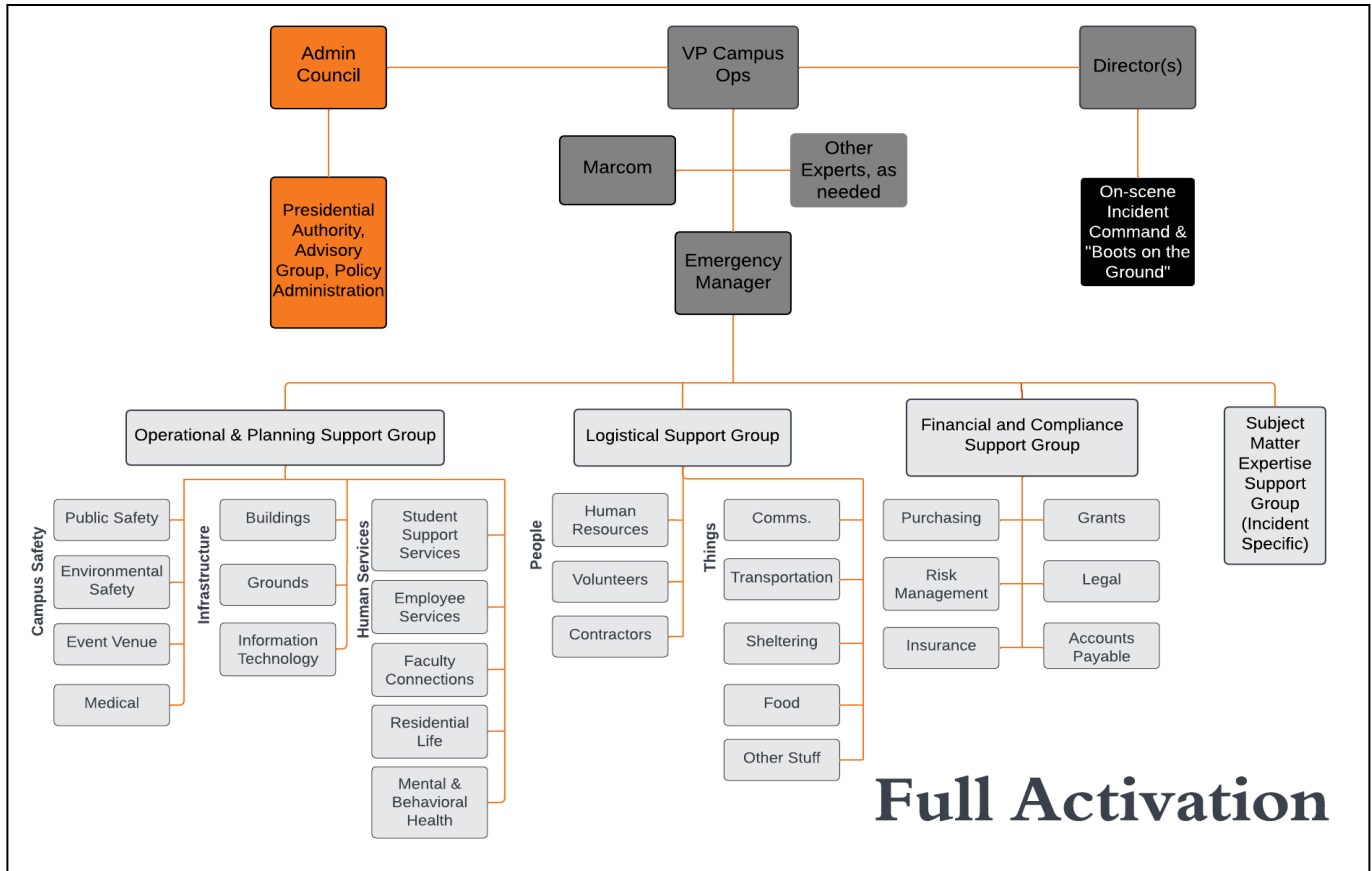 Admin
Council
VP Campus
Ops
Director(s)
Marcom
Other
Experts, as
needed
Presidential
Authority,
Advisory
Group, Policy
Administration
On-scene
Incident
Command &
"Boots on the
Ground"
Emergency
Manager
Operational & Planning Support Group
Logistical Support Group
Financial and Compliance
Support Group
Subject
Matter
Expertise
Support
Group
(Incident
Specific)
Campus Safety
Public Safety
Environmental
Safety
Event Venue
Medical
Infrastructure
Buildings
Grounds
Information
Technology
Human Services
Student
Support
Services
Employee
Services
Faculty
Connections
Residential
Life
Mental &
Behavioral
Health
People
Human
Resources
Volunteers
Contractors
Things
Comms.
Transportation
Sheltering
Food
Other Stuff
Purchasing
Risk
Management
Insurance
Grants
Legal
Accounts
Payable
Full Activation